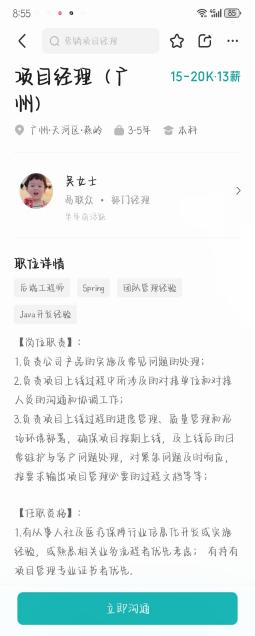 8:55
85
竞销项目经理
项目经理（广
州）
15-20K·13薪
广州·天河区·燕岭
3-5年
本科
吴女士
易联众 · 部门经理
职位详情
后端工程师
Spring
团队管理经验
Java开发经验
【岗位职责】：
1.负责公司产品的实施及常见问题的处理；
2.负责项目上线过程中所涉及的对接单位和对接
人员的沟通和协调工作；
3.负责项目上线过程的进度管理、质量管理和现
场环境部署，确保项目按期上线，及上线后的日
常维护与客户问题处理，对紧急问题及时响应，
按要求输出项目管理必要的过程文档等等；
【任职资格】：
1.有从事人社及医疗保障行业信息化开发或实施
经验，或熟悉相关业务流程者优先考虑； 有持有
项目管理专业证书者优先.
立即沟通